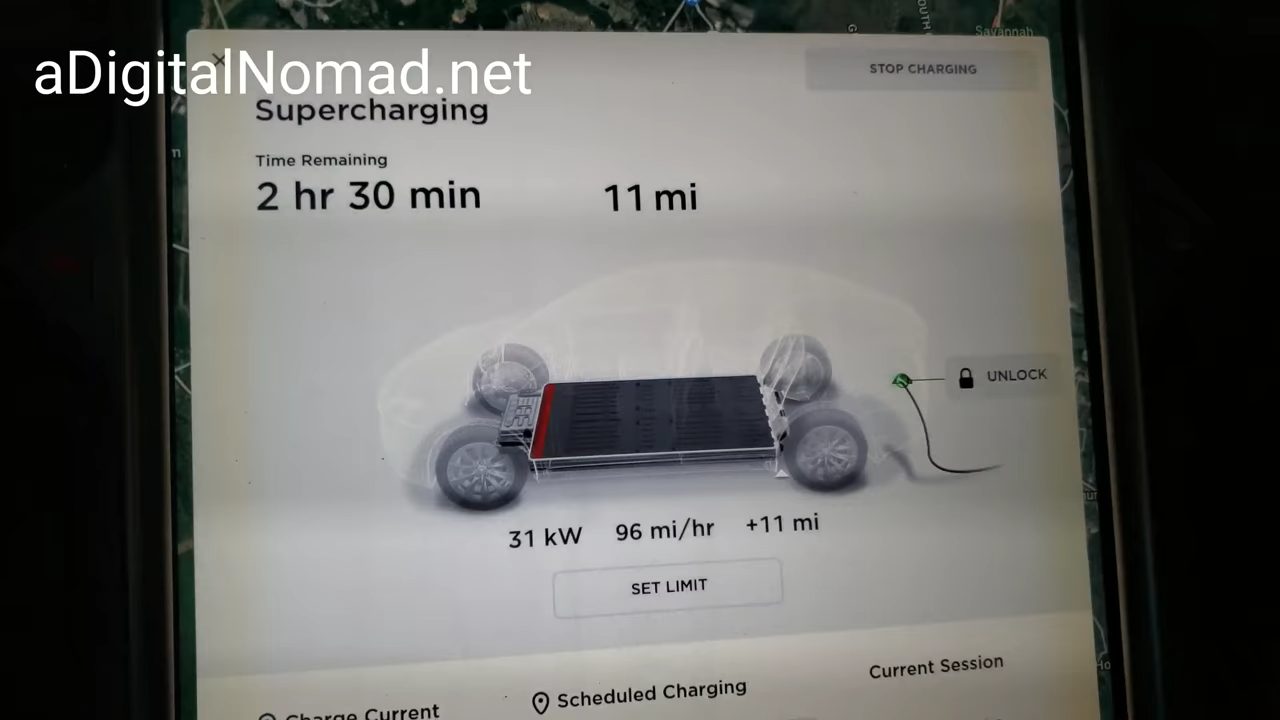 Savannah
aDigitalNomad.net
STOP CHARGING
Supercharging
Time Remaining
2 hr 30 min
11 mi
UNLOCK
31 kW 96 mi/hr +11 mi
SET LIMIT
Current Session
Scheduled Charging
Charge Current